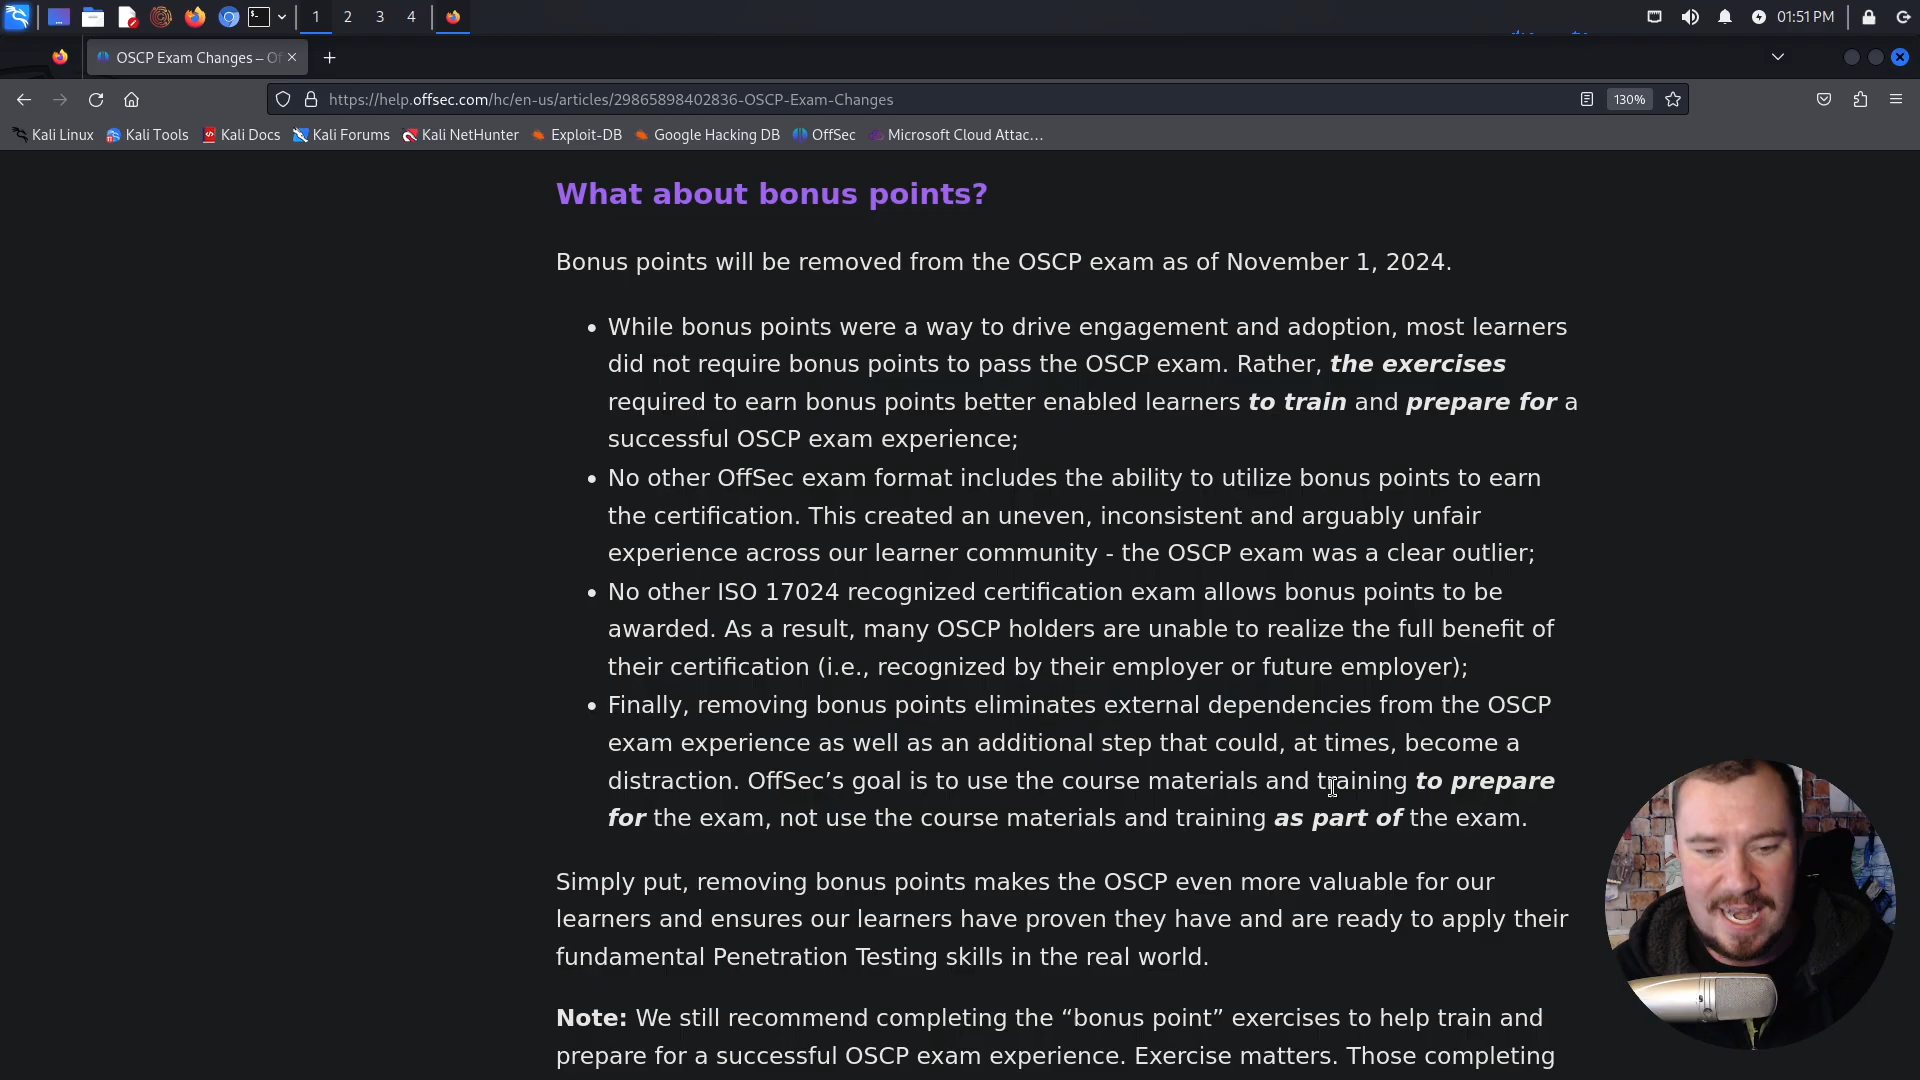 1 2 3 4 01:51 PM
OSCP Exam Changes – Of
https://help.offsec.com/hc/en-us/articles/29865898402836-OSCP-Exam-Changes 130%
Kali Linux Kali Tools Kali Docs Kali Forums Kali NetHunter Exploit-DB Google Hacking DB OffSec Microsoft Cloud Attac…
What about bonus points?
Bonus points will be removed from the OSCP exam as of November 1, 2024.
• While bonus points were a way to drive engagement and adoption, most learners
did not require bonus points to pass the OSCP exam. Rather, the exercises
required to earn bonus points better enabled learners to train and prepare for a
successful OSCP exam experience;
• No other OffSec exam format includes the ability to utilize bonus points to earn
the certification. This created an uneven, inconsistent and arguably unfair
experience across our learner community - the OSCP exam was a clear outlier;
• No other ISO 17024 recognized certification exam allows bonus points to be
awarded. As a result, many OSCP holders are unable to realize the full benefit of
their certification (i.e., recognized by their employer or future employer);
• Finally, removing bonus points eliminates external dependencies from the OSCP
exam experience as well as an additional step that could, at times, become a
distraction. OffSec’s goal is to use the course materials and training to prepare
for the exam, not use the course materials and training as part of the exam.
Simply put, removing bonus points makes the OSCP even more valuable for our
learners and ensures our learners have proven they have and are ready to apply their
fundamental Penetration Testing skills in the real world.
Note: We still recommend completing the “bonus point” exercises to help train and
prepare for a successful OSCP exam experience. Exercise matters. Those completing